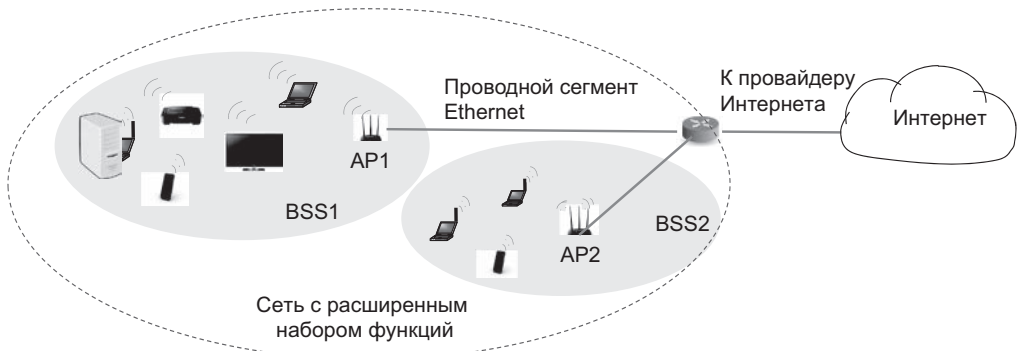 Проводной сегмент
Ethernet
К провайдеру
Интернета
Интернет
AP1
BSS1
BSS2
AP2
Сеть с расширенным
набором функций